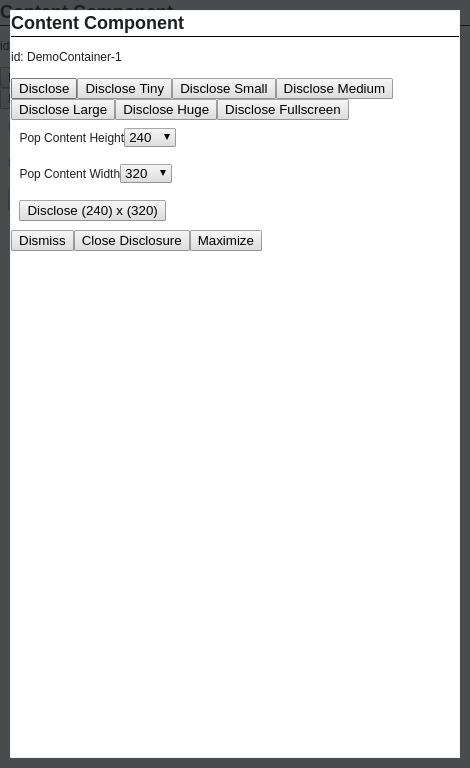 Content Component
id: DemoContainer-1
Disclose Disclose Tiny Disclose Small Disclose Medium
Disclose Large Disclose Huge Disclose Fullscreen
Pop Content Height 240
Pop Content Width 320
Disclose (240) x (320)
Dismiss Close Disclosure Maximize